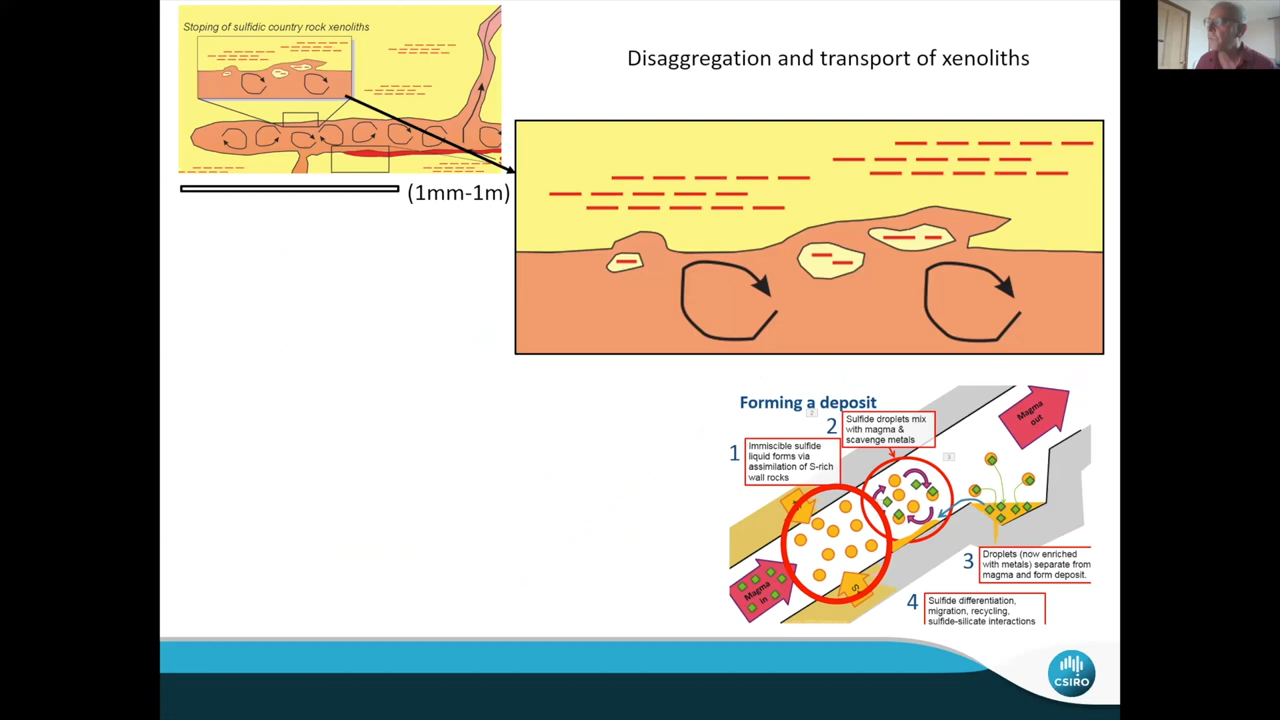 Stoping of sulfidic country rock xenoliths
Disaggregation and transport of xenoliths
(1mm-1m)
Forming a deposit
2
2
Sulfide droplets mix
with magma &
scavenge metals
1
Immiscible sulfide
liquid forms via
assimilation of S-rich
wall rocks
3
Magma
out
Magma
in
S
3
Droplets (now enriched
with metals) separate from
magma and form deposit.
4
Sulfide differentiation,
migration, recycling,
sulfide-silicate interactions
CSIRO